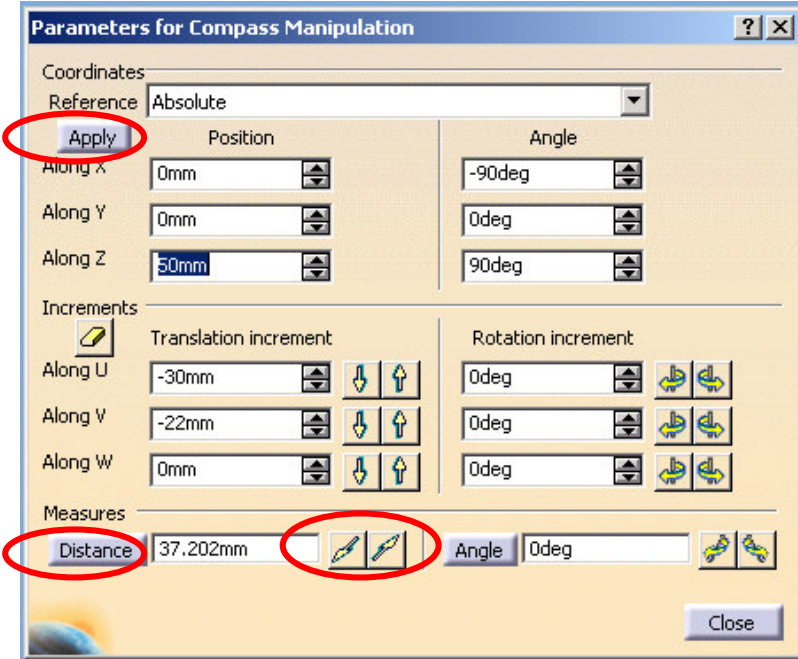 Parameters for Compass Manipulation
Coordinates
Reference Absolute
Apply Position Angle
Along X 0mm -90deg
Along Y 0mm 0deg
Along Z 50mm 90deg
Increments
Translation increment Rotation increment
Along U -30mm 0deg
Along V -22mm 0deg
Along W 0mm 0deg
Measures
Distance 37.202mm Angle 0deg
Close